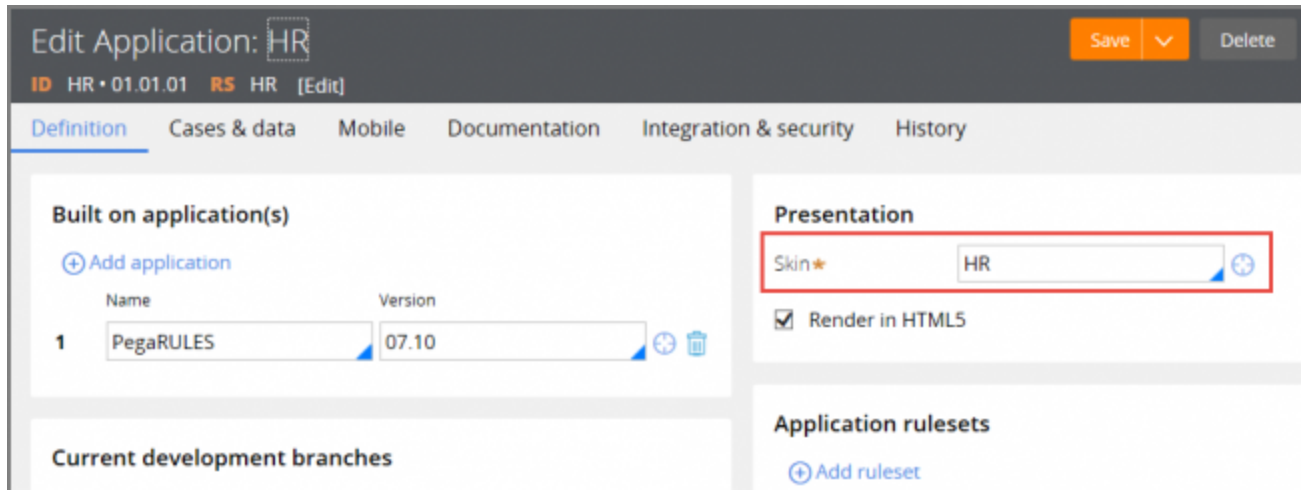 Edit Application: HR
Save
Delete
ID HR • 01.01.01 RS HR [Edit]
Definition Cases & data Mobile Documentation Integration & security History
Built on application(s)
Add application
Name Version
1 PegaRULES 07.10
Current development branches
Presentation
Skin* HR
Render in HTML5
Application rulesets
Add ruleset